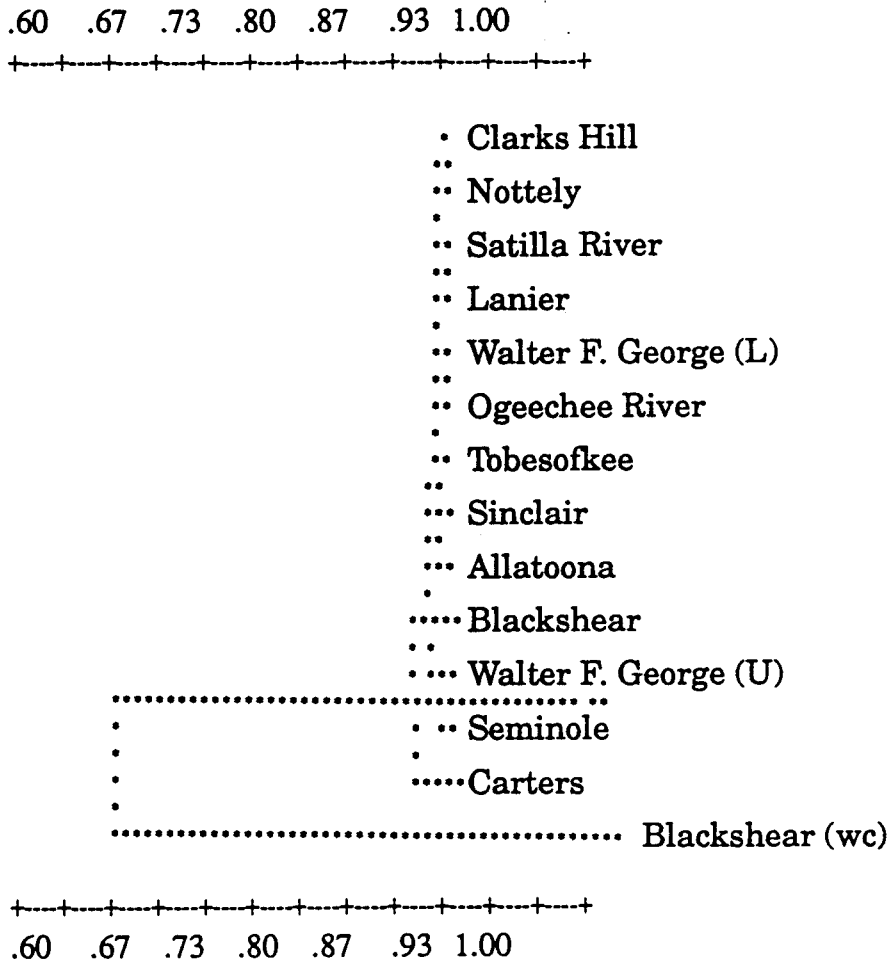 .60 .67 .73 .80 .87 .93 1.00
+----+----+----+----+----+----+----+----+----+----+----+----+
Clarks Hill
Nottely
Satilla River
Lanier
Walter F. George (L)
Ogeechee River
Tobesofkee
Sinclair
Allatoona
Blackshear
Walter F. George (U)
Seminole
Carters
Blackshear (wc)
+----+----+----+----+----+----+----+----+----+----+----+----+
.60 .67 .73 .80 .87 .93 1.00